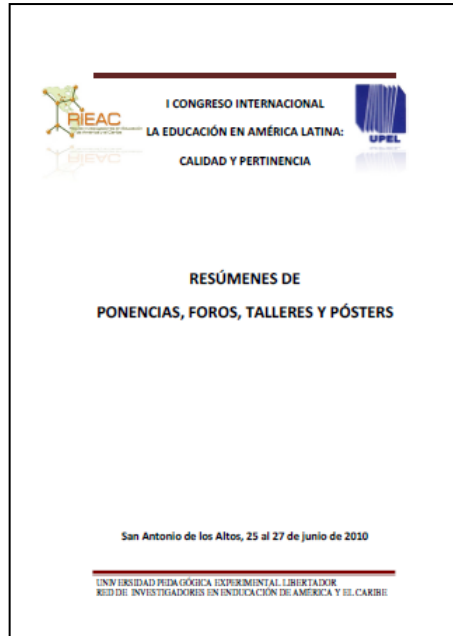 RIEAC
I CONGRESO INTERNACIONAL
LA EDUCACIÓN EN AMÉRICA LATINA:
CALIDAD Y PERTINENCIA
UPEL
RESÚMENES DE
PONENCIAS, FOROS, TALLERES Y PÓSTERS
San Antonio de los Altos, 25 al 27 de junio de 2010
UNIVERSIDAD PEDAGÓGICA EXPERIMENTAL LIBERTADOR
RED DE INVESTIGADORES EN ENDUCACIÓN DE AMÉRICA Y EL CARIBE